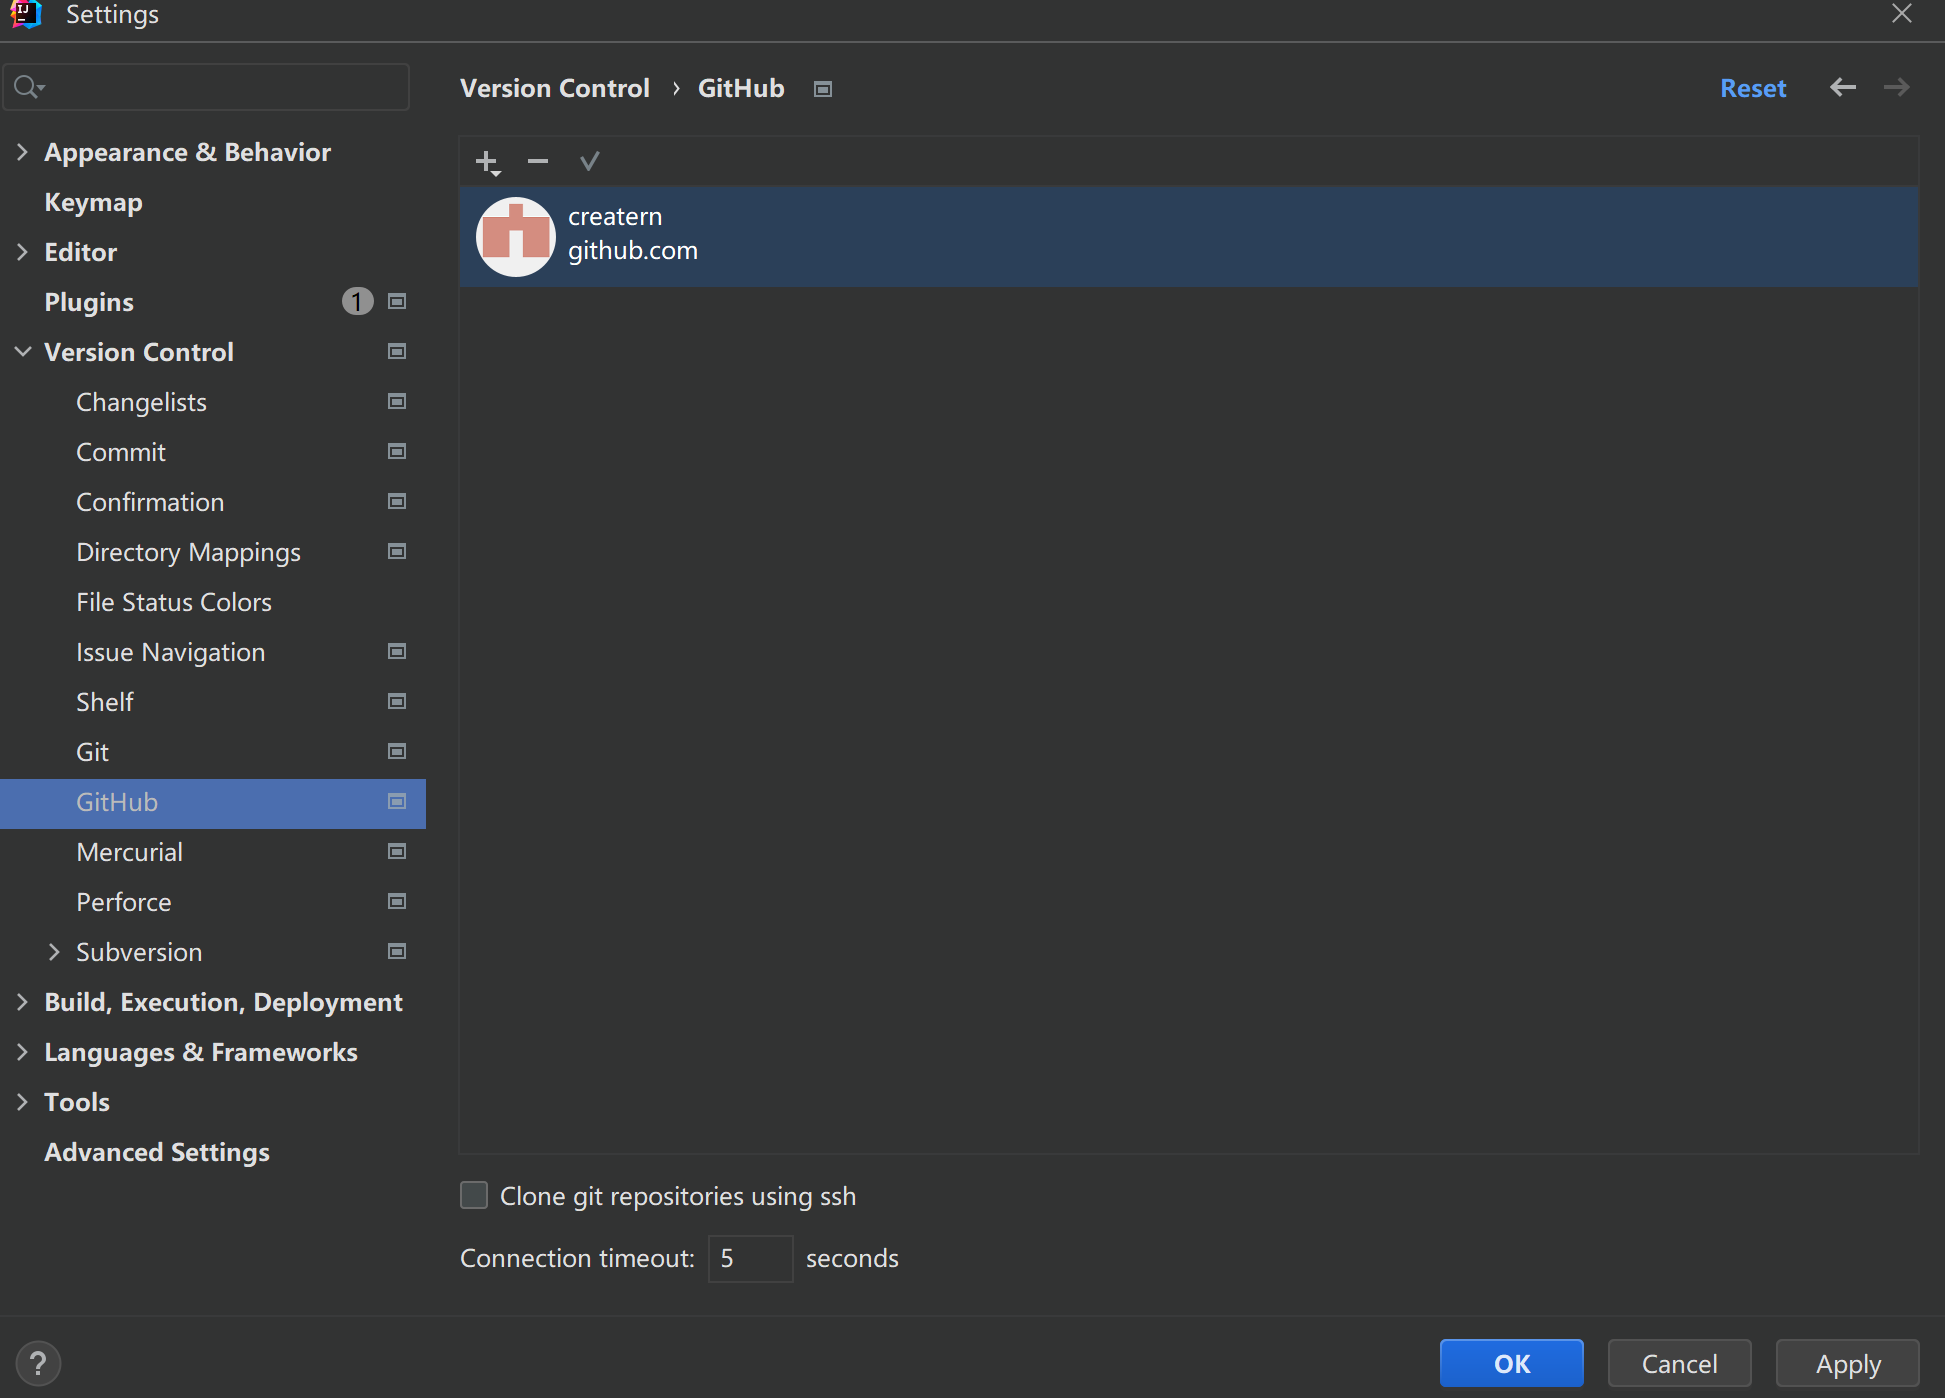 IJ
Settings
Version Control › GitHub
Reset
Appearance & Behavior
Keymap
Editor
Plugins
1
Version Control
Changelists
Commit
Confirmation
Directory Mappings
File Status Colors
Issue Navigation
Shelf
Git
GitHub
Mercurial
Perforce
Subversion
Build, Execution, Deployment
Languages & Frameworks
Tools
Advanced Settings
creatern
github.com
Clone git repositories using ssh
Connection timeout: 5 seconds
?
OK
Cancel
Apply